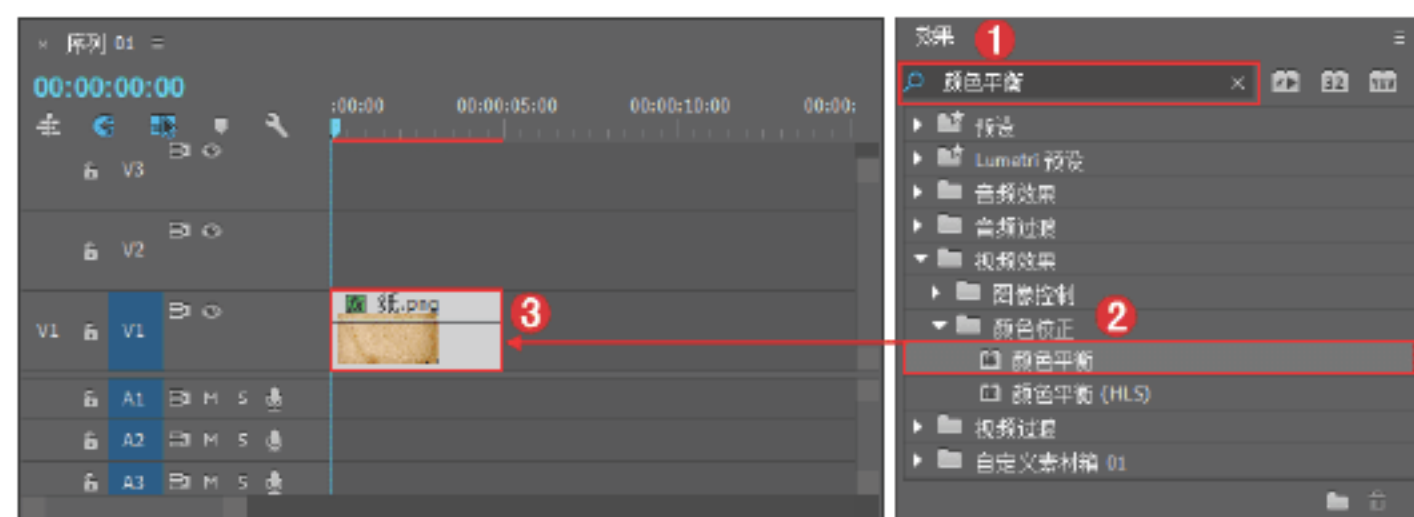 × 序列 01
00:00:00:00
:00:00 00:00:05:00 00:00:10:00 00:00:
V3
V2
纸.png
3
V1 V1
A1 M S
A2 M S
A3 M S
效果 1
颜色平衡 ×
预设
Lumetri 预设
音频效果
音频过渡
视频效果
图像控制
颜色校正 2
颜色平衡
颜色平衡 (HLS)
视频过渡
自定义素材箱 01